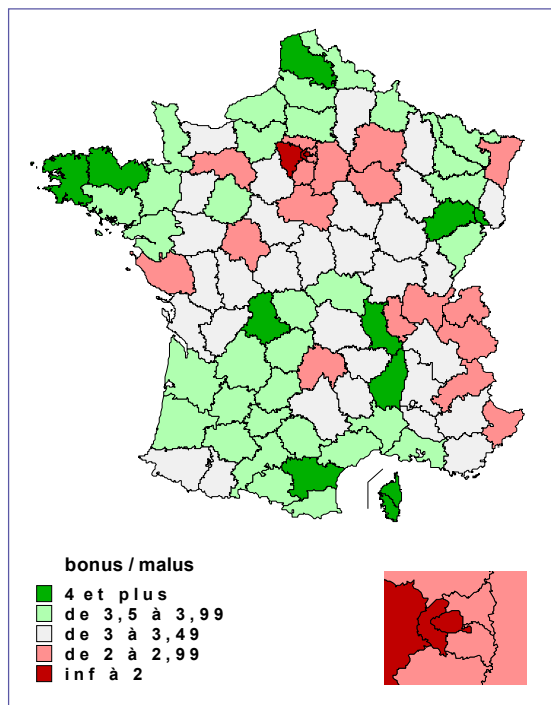 bonus / malus
4 et plus
de 3,5 à 3,99
de 3 à 3,49
de 2 à 2,99
inf à 2